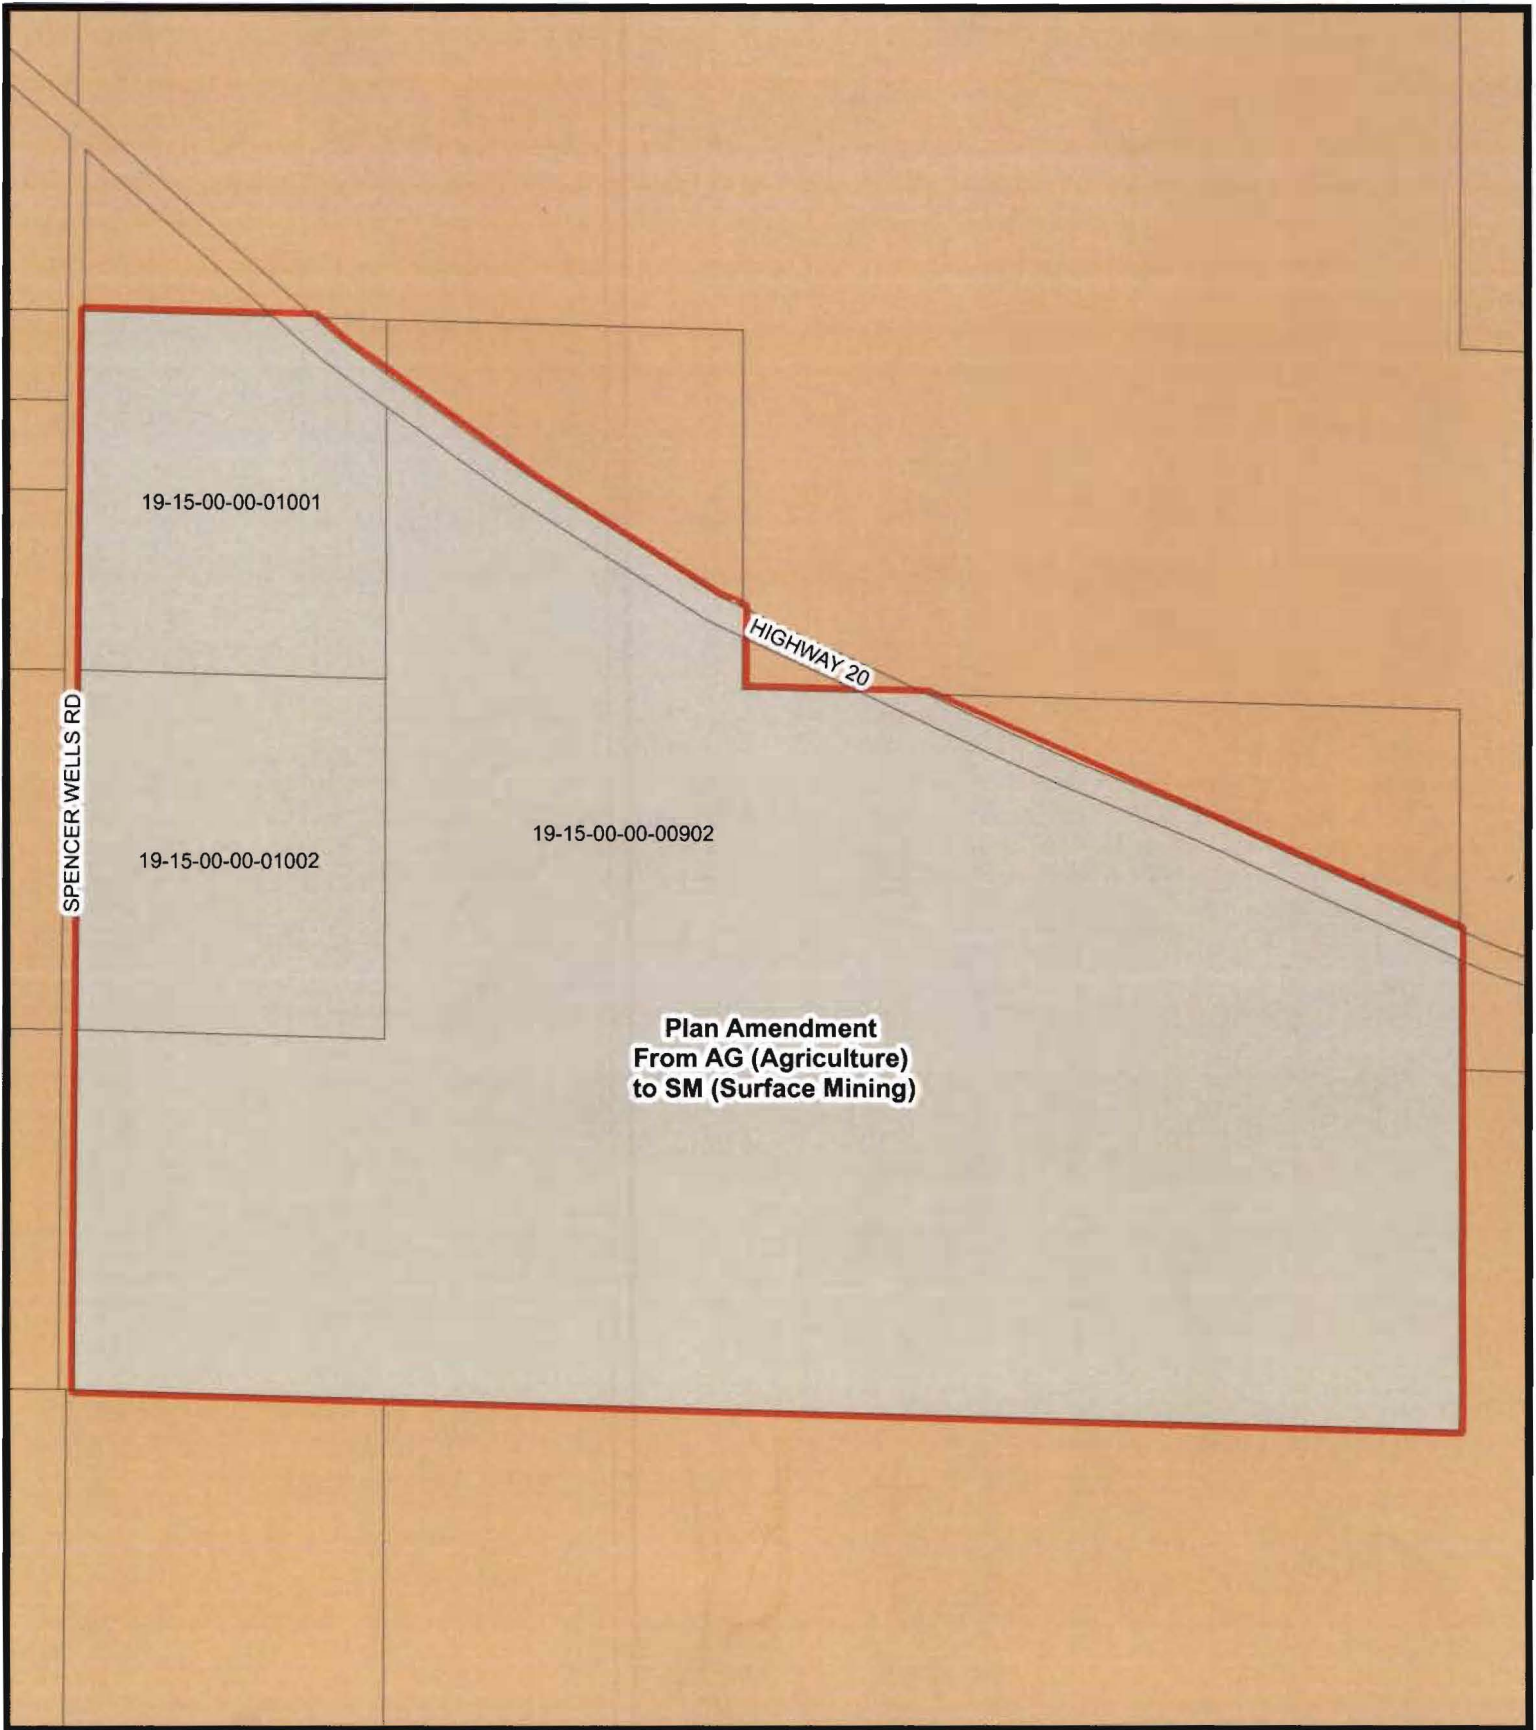 19-15-00-00-01001
HIGHWAY 20
SPENCER WELLS RD
19-15-00-00-00902
19-15-00-00-01002
Plan Amendment
From AG (Agriculture)
to SM (Surface Mining)